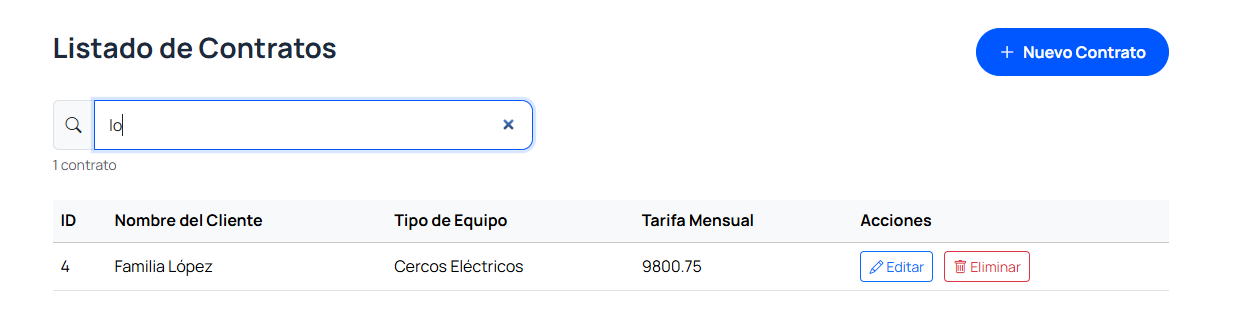 Listado de Contratos
+ Nuevo Contrato
lo
1 contrato
ID Nombre del Cliente Tipo de Equipo Tarifa Mensual Acciones
4 Familia López Cercos Eléctricos 9800.75 Editar Eliminar